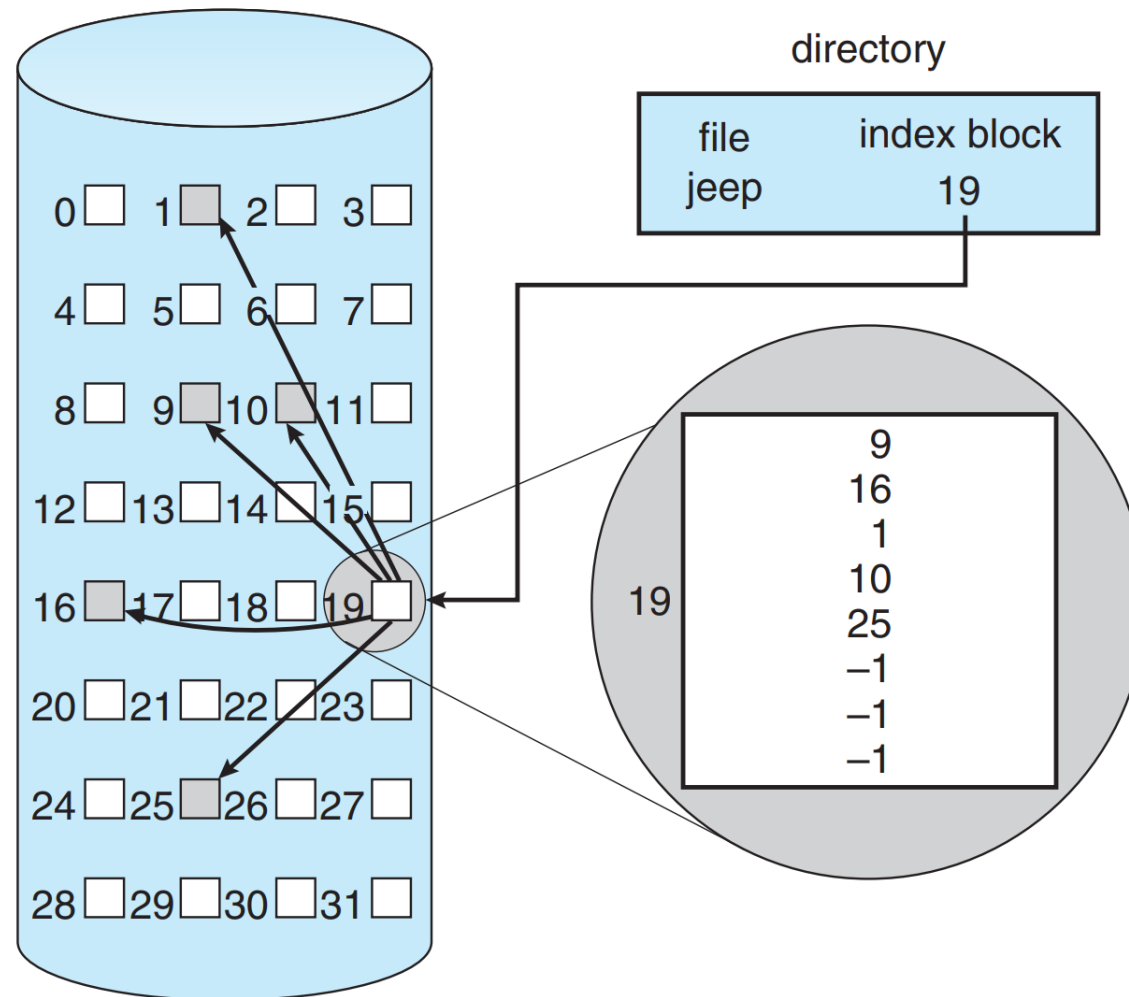 directory
file index block
jeep 19
0 1 2 3
4 5 6 7
8 9 10 11
12 13 14 15
16 17 18 19
20 21 22 23
24 25 26 27
28 29 30 31
19
9
16
1
10
25
–1
–1
–1